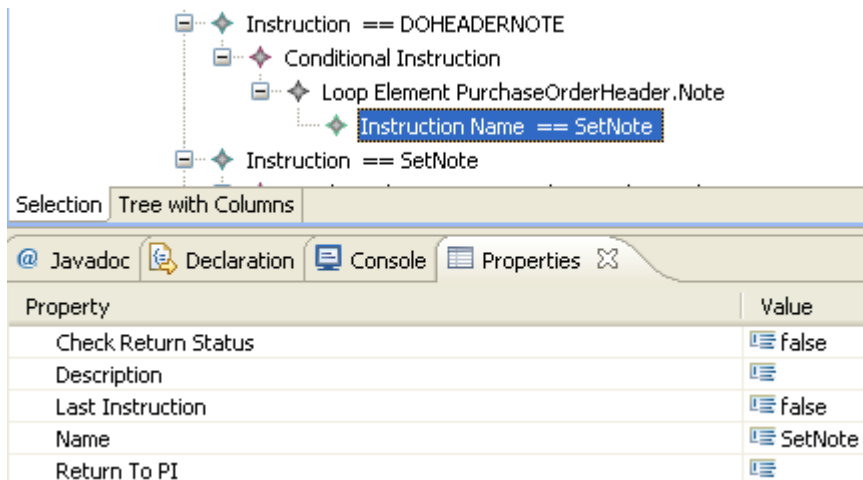 Instruction == DOHEADERNOTE
Conditional Instruction
Loop Element PurchaseOrderHeader.Note
Instruction Name == SetNote
Instruction == SetNote
Selection Tree with Columns
@ Javadoc Declaration Console Properties
Property Value
Check Return Status false
Description
Last Instruction false
Name SetNote
Return To PI